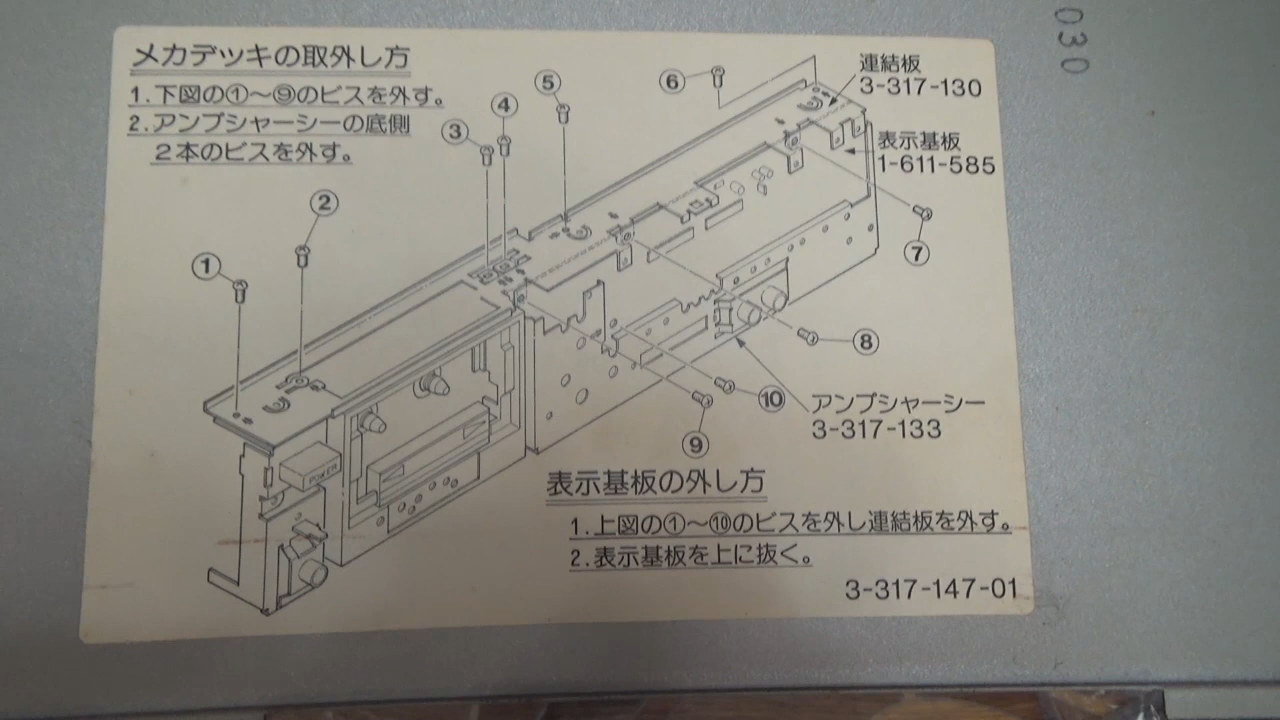 メカデッキの取外し方
1.下図の①～⑨のビスを外す。
2.アンプシャーシーの底側
2本のビスを外す。
①
②
③
④
⑤
⑥
連結板
3-317-130
表示基板
1-611-585
⑦
⑧
⑨
⑩
アンプシャーシー
3-317-133
POWER
表示基板の外し方
1.上図の①～⑩のビスを外し連結板を外す。
2.表示基板を上に抜く。
3-317-147-01
030